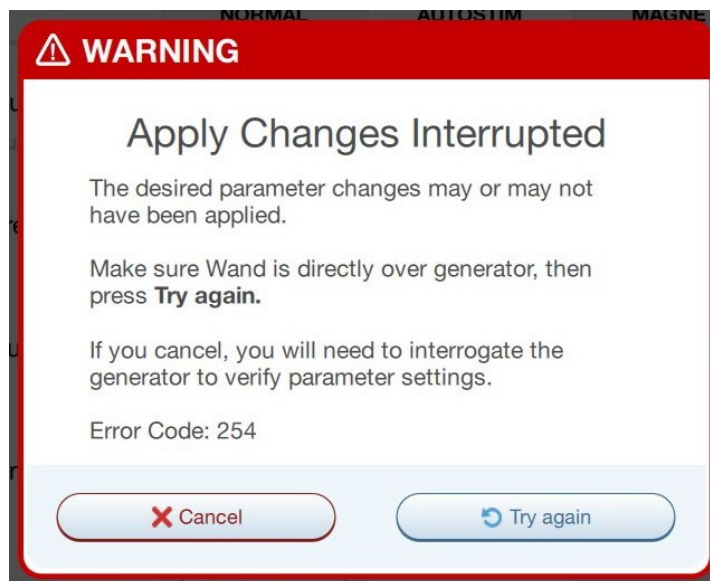 NORMAL AUTOSTIM MAGNE
WARNING
Apply Changes Interrupted
The desired parameter changes may or may not
have been applied.
Make sure Wand is directly over generator, then
press Try again.
If you cancel, you will need to interrogate the
generator to verify parameter settings.
Error Code: 254
Cancel Try again